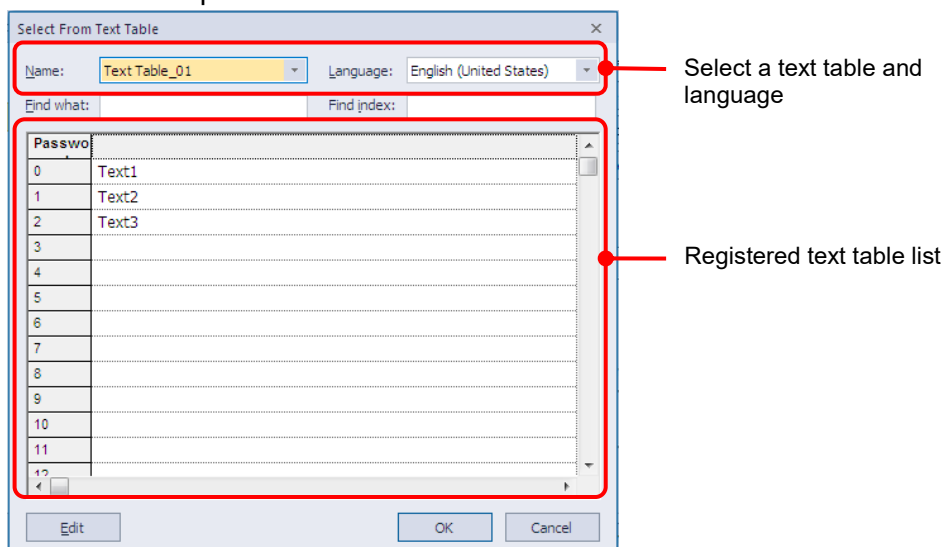 Select From Text Table
Name: Text Table_01 Language: English (United States)
Select a text table and
language
Find what: Find index:
Passwo
0 Text1
1 Text2
2 Text3
3
Registered text table list
4
5
6
7
8
9
10
11
12
Edit OK Cancel